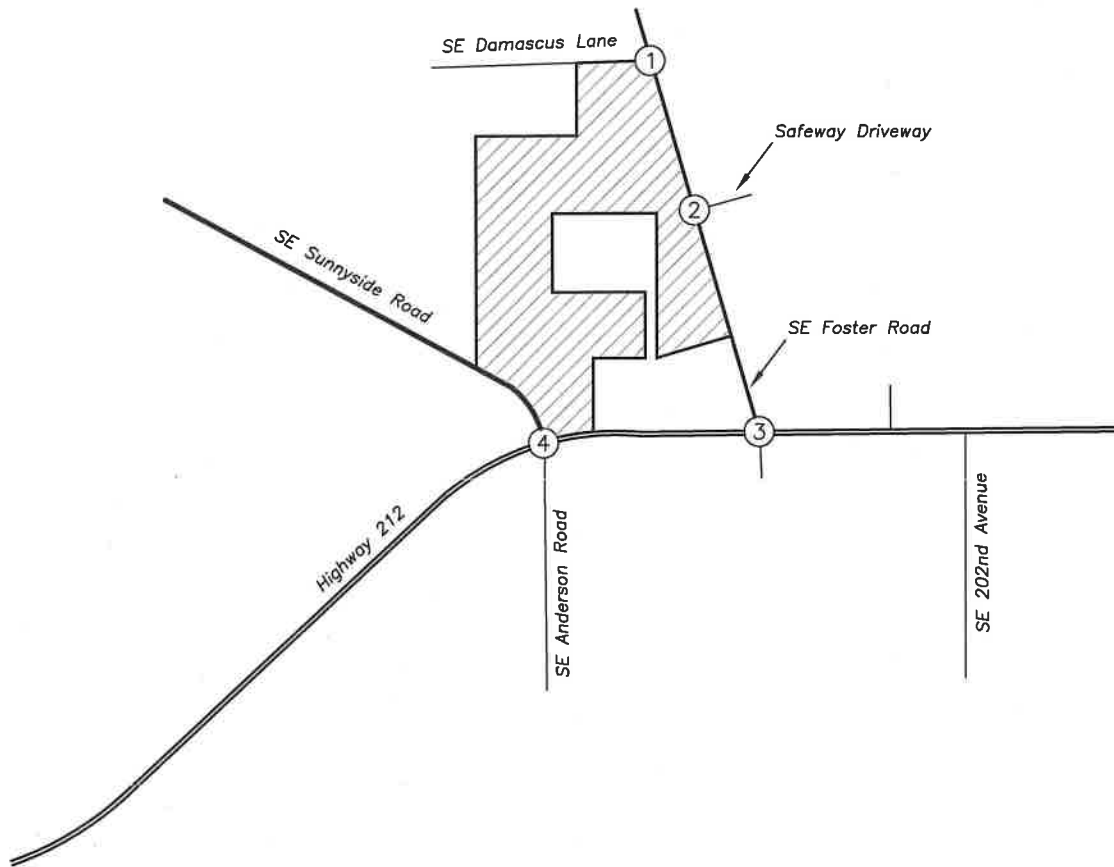 SE Damascus Lane
1
Safeway Driveway
2
SE Sunnyside Road
SE Foster Road
3
4
Highway 212
SE Anderson Road
SE 202nd Avenue